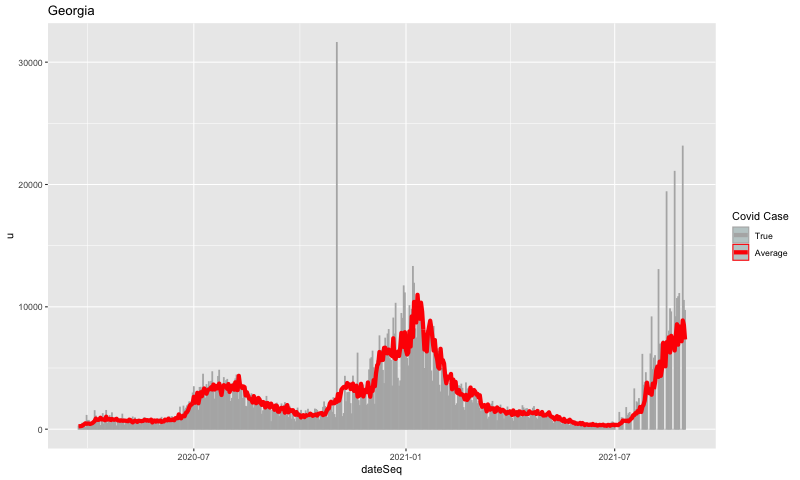 Georgia
30000
20000
10000
0
u
2020-07
2021-01
2021-07
dateSeq
Covid Case
True
Average